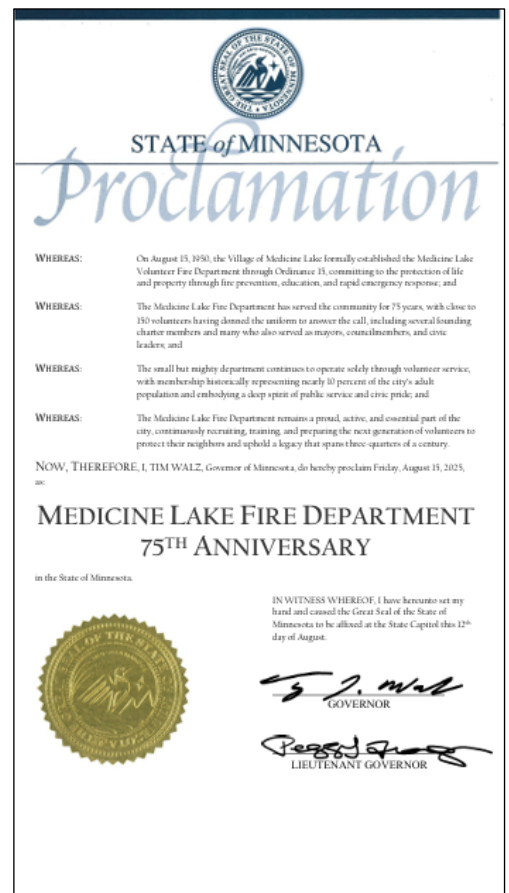 THE GREAT SEAL OF THE STATE OF MINNESOTA
STATE of MINNESOTA
Proclamation
WHEREAS: On August 15, 1950, the Village of Medicine Lake formally established the Medicine Lake
Volunteer Fire Department through Ordinance 15, committing to the protection of life
and property through fire prevention, education, and rapid emergency response; and
WHEREAS: The Medicine Lake Fire Department has served the community for 75 years, with close to
150 volunteers having donned the uniform to answer the call, including several founding
charter members and many who also served as mayors, councilmembers, and civic
leaders; and
WHEREAS: The small but mighty department continues to operate solely through volunteer service,
with membership historically representing nearly 10 percent of the city's adult
population and embodying a deep spirit of public service and civic pride; and
WHEREAS: The Medicine Lake Fire Department remains a proud, active, and essential part of the
city, continuously recruiting, training, and preparing the next generation of volunteers to
protect their neighbors and uphold a legacy that spans three-quarters of a century.
NOW, THEREFORE, I, TIM WALZ, Governor of Minnesota, do hereby proclaim Friday, August 15, 2025,
as:
MEDICINE LAKE FIRE DEPARTMENT
75TH ANNIVERSARY
in the State of Minnesota.
IN WITNESS WHEREOF, I have hereunto set my
hand and caused the Great Seal of the State of
Minnesota to be affixed at the State Capitol this 12th
day of August.
GOVERNOR
LIEUTENANT GOVERNOR